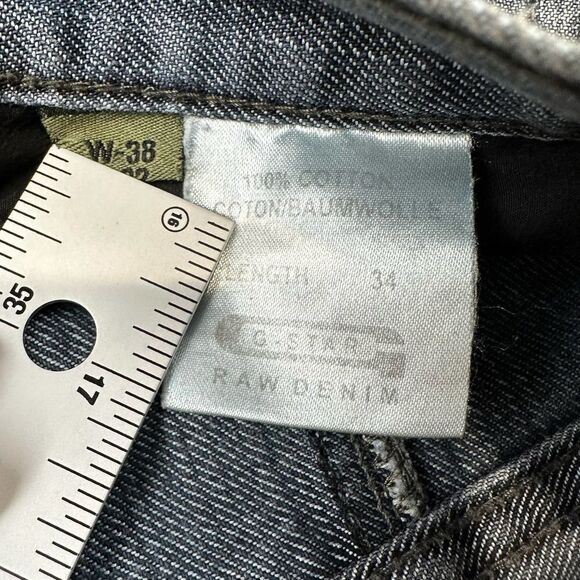 W-38
100% COTTON
COTON/BAUMWOLLE
LENGTH 34
G-STAR
RAW DENIM
16
35
17